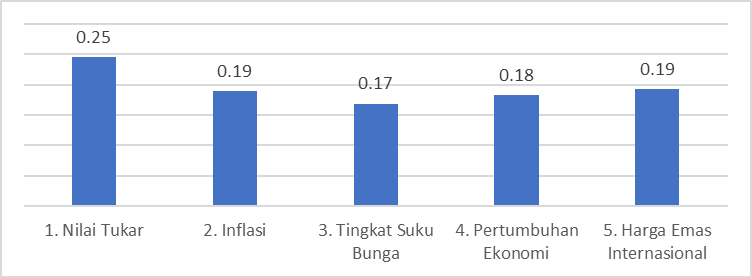 0.25
0.19
0.17
0.18
0.19
1. Nilai Tukar
2. Inflasi
3. Tingkat Suku
Bunga
4. Pertumbuhan
Ekonomi
5. Harga Emas
Internasional